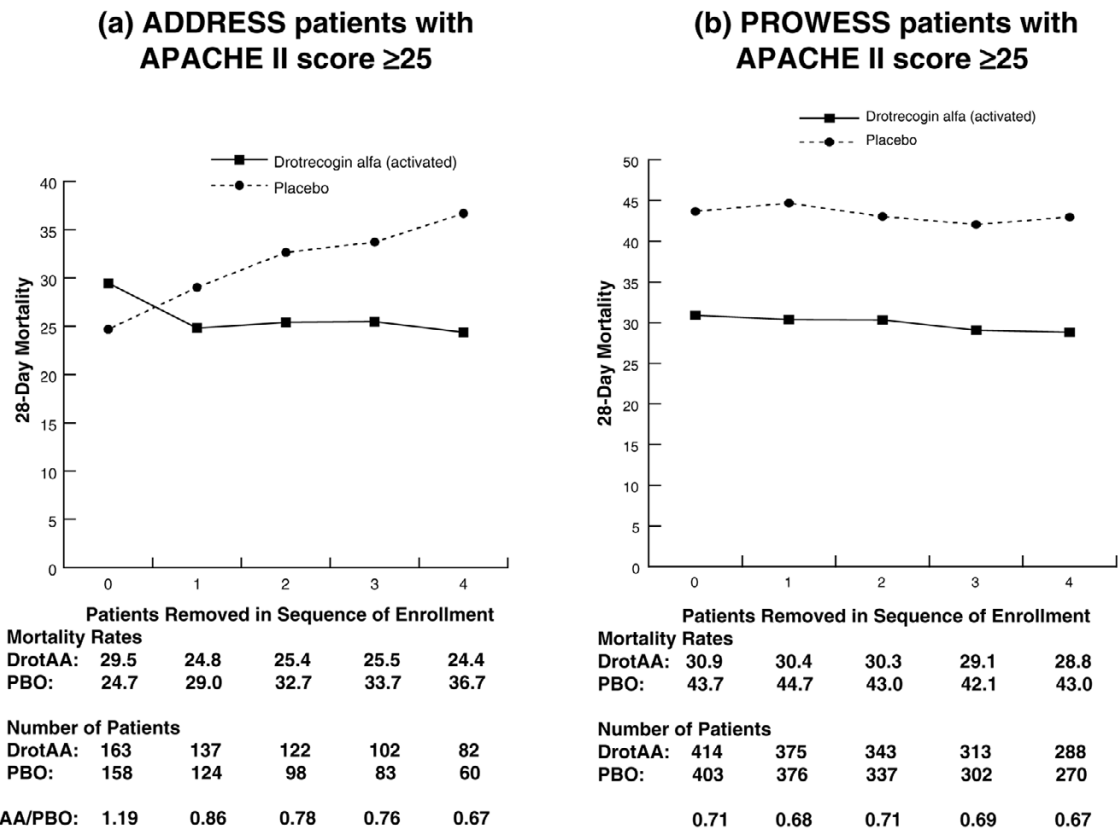 (a) ADDRESS patients with
APACHE II score ≥25
Drotrecogin alfa (activated)
Placebo
40
35
30
25
20
15
10
5
0
28-Day Mortality
0 1 2 3 4
Patients Removed in Sequence of Enrollment
Mortality Rates
DrotAA: 29.5 24.8 25.4 25.5 24.4
PBO: 24.7 29.0 32.7 33.7 36.7
Number of Patients
DrotAA: 163 137 122 102 82
PBO: 158 124 98 83 60
AA/PBO: 1.19 0.86 0.78 0.76 0.67
(b) PROWESS patients with
APACHE II score ≥25
Drotrecogin alfa (activated)
Placebo
50
45
40
35
30
25
20
15
10
5
0
28-Day Mortality
0 1 2 3 4
Patients Removed in Sequence of Enrollment
Mortality Rates
DrotAA: 30.9 30.4 30.3 29.1 28.8
PBO: 43.7 44.7 43.0 42.1 43.0
Number of Patients
DrotAA: 414 375 343 313 288
PBO: 403 376 337 302 270
0.71 0.68 0.71 0.69 0.67